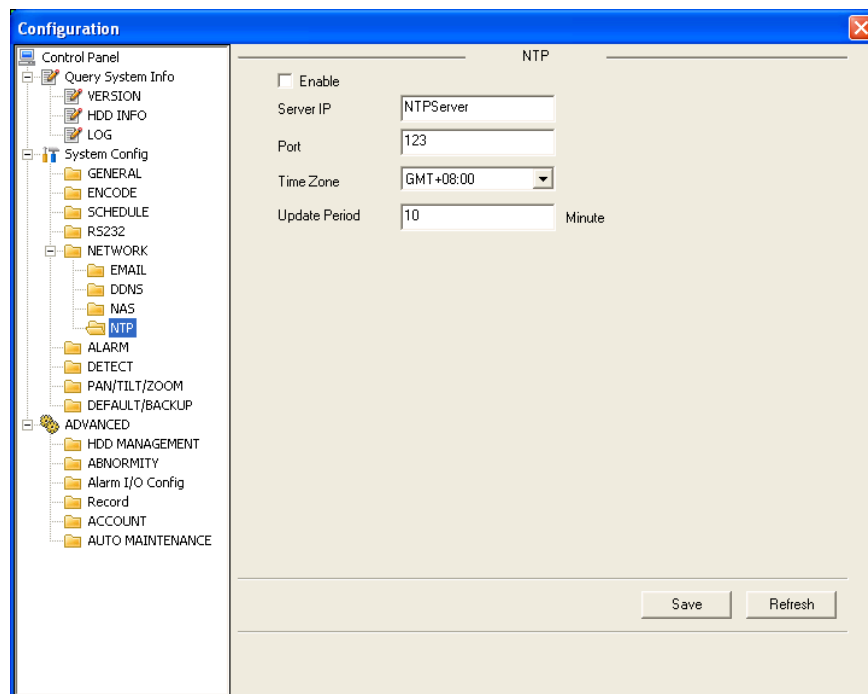 Configuration
Control Panel
Query System Info
VERSION
HDD INFO
LOG
System Config
GENERAL
ENCODE
SCHEDULE
RS232
NETWORK
EMAIL
DDNS
NAS
NTP
ALARM
DETECT
PAN/TILT/ZOOM
DEFAULT/BACKUP
ADVANCED
HDD MANAGEMENT
ABNORMITY
Alarm I/O Config
Record
ACCOUNT
AUTO MAINTENANCE
NTP
Enable
Server IP NTPServer
Port 123
Time Zone GMT+08:00
Update Period 10 Minute
Save Refresh